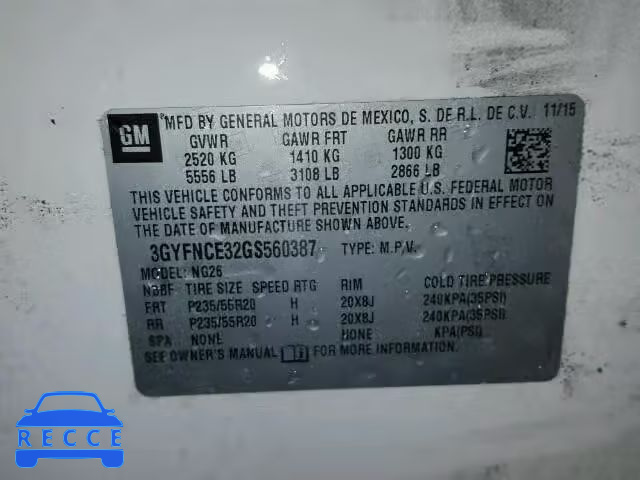 GM
MFD BY GENERAL MOTORS DE MEXICO, S. DE R.L. DE C.V. 11/15
GVWR GAWR FRT GAWR RR
2520 KG 1410 KG 1300 KG
5556 LB 3108 LB 2866 LB
THIS VEHICLE CONFORMS TO ALL APPLICABLE U.S. FEDERAL MOTOR
VEHICLE SAFETY AND THEFT PREVENTION STANDARDS IN EFFECT ON
THE DATE OF MANUFACTURE SHOWN ABOVE.
3GYFNCE32GS560387 TYPE: M.P.V.
MODEL: NG26
TIRE SIZE SPEED RTG RIM COLD TIRE PRESSURE
FRT P235/55R20 H 20X8J 240KPA(35PSI)
RR P235/55R20 H 20X8J 240KPA(35PSI)
SPA NONE NONE KPA(PSI)
SEE OWNER'S MANUAL FOR MORE INFORMATION.
RECCE